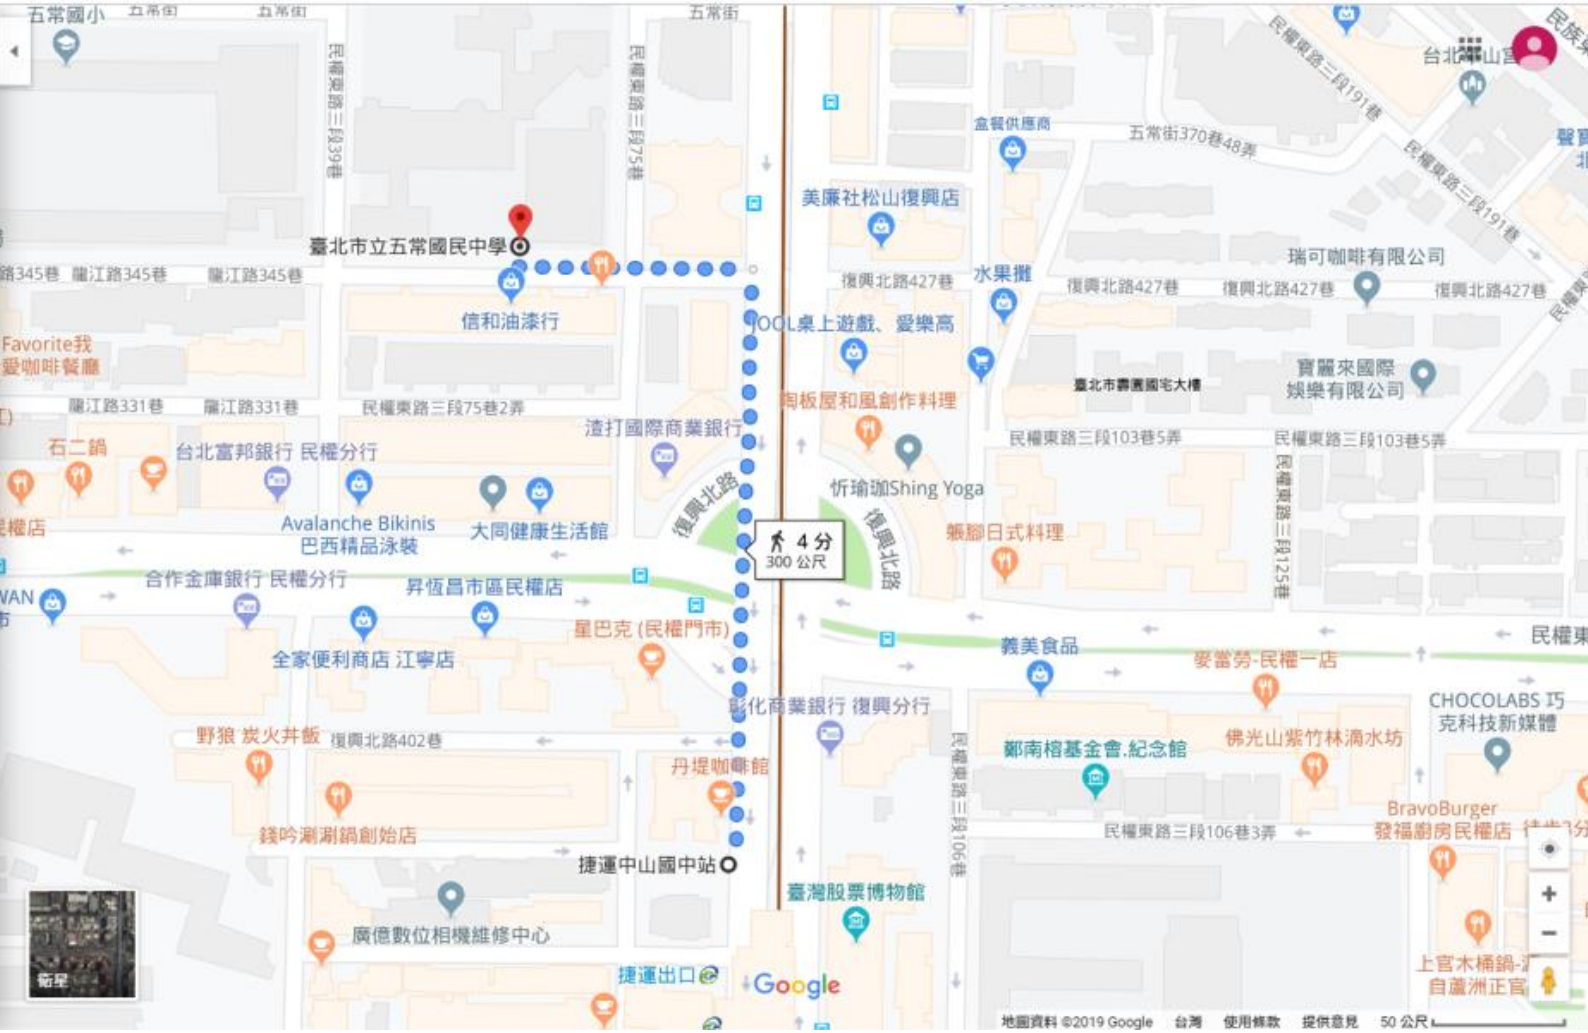 五常國小
五常街
五常街
五常街
民權東路三段39巷
民權東路三段75巷
民權東路三段191巷
台北
山宮
民族東
盒餐供應商
五常街370巷48弄
民權東路三段191巷
美廉社松山復興店
臺北市立五常國民中學
路345巷
龍江路345巷
龍江路345巷
復興北路427巷
水果攤
復興北路427巷
復興北路427巷
復興北路427巷
瑞可咖啡有限公司
信和油漆行
JOOL桌上遊戲、愛樂高
Favorite我
愛咖啡餐廳
寶麗來國際
娛樂有限公司
臺北市霽園國宅大樓
龍江路331巷
龍江路331巷
民權東路三段75巷2弄
陶板屋和風創作料理
渣打國際商業銀行
民權東路三段103巷5弄
民權東路三段103巷5弄
石二鍋
台北富邦銀行 民權分行
復興北路
忻瑜珈Shing Yoga
民權東路三段125巷
民權店
Avalanche Bikinis
巴西精品泳裝
大同健康生活館
復興北路
4 分
300 公尺
日式料理
合作金庫銀行 民權分行
昇恆昌市區民權店
WAN
市
星巴克 (民權門市)
義美食品
民權東
全家便利商店 江寧店
麥當勞-民權一店
彰化商業銀行 復興分行
CHOCOLABS 巧
克科技新媒體
野狼 炭火丼飯
復興北路402巷
民權東路三段106巷
鄭南榕基金會.紀念館
佛光山紫竹林滴水坊
丹堤咖啡館
BravoBurger
發福廚房民權店
錢吟涮涮鍋創始店
民權東路三段106巷3弄
捷運中山國中站
臺灣股票博物館
廣億數位相機維修中心
衛星
捷運出口
Google
上官木桶鍋-
自蘆洲正官
地圖資料 ©2019 Google
台灣
使用條款
提供意見
50 公尺